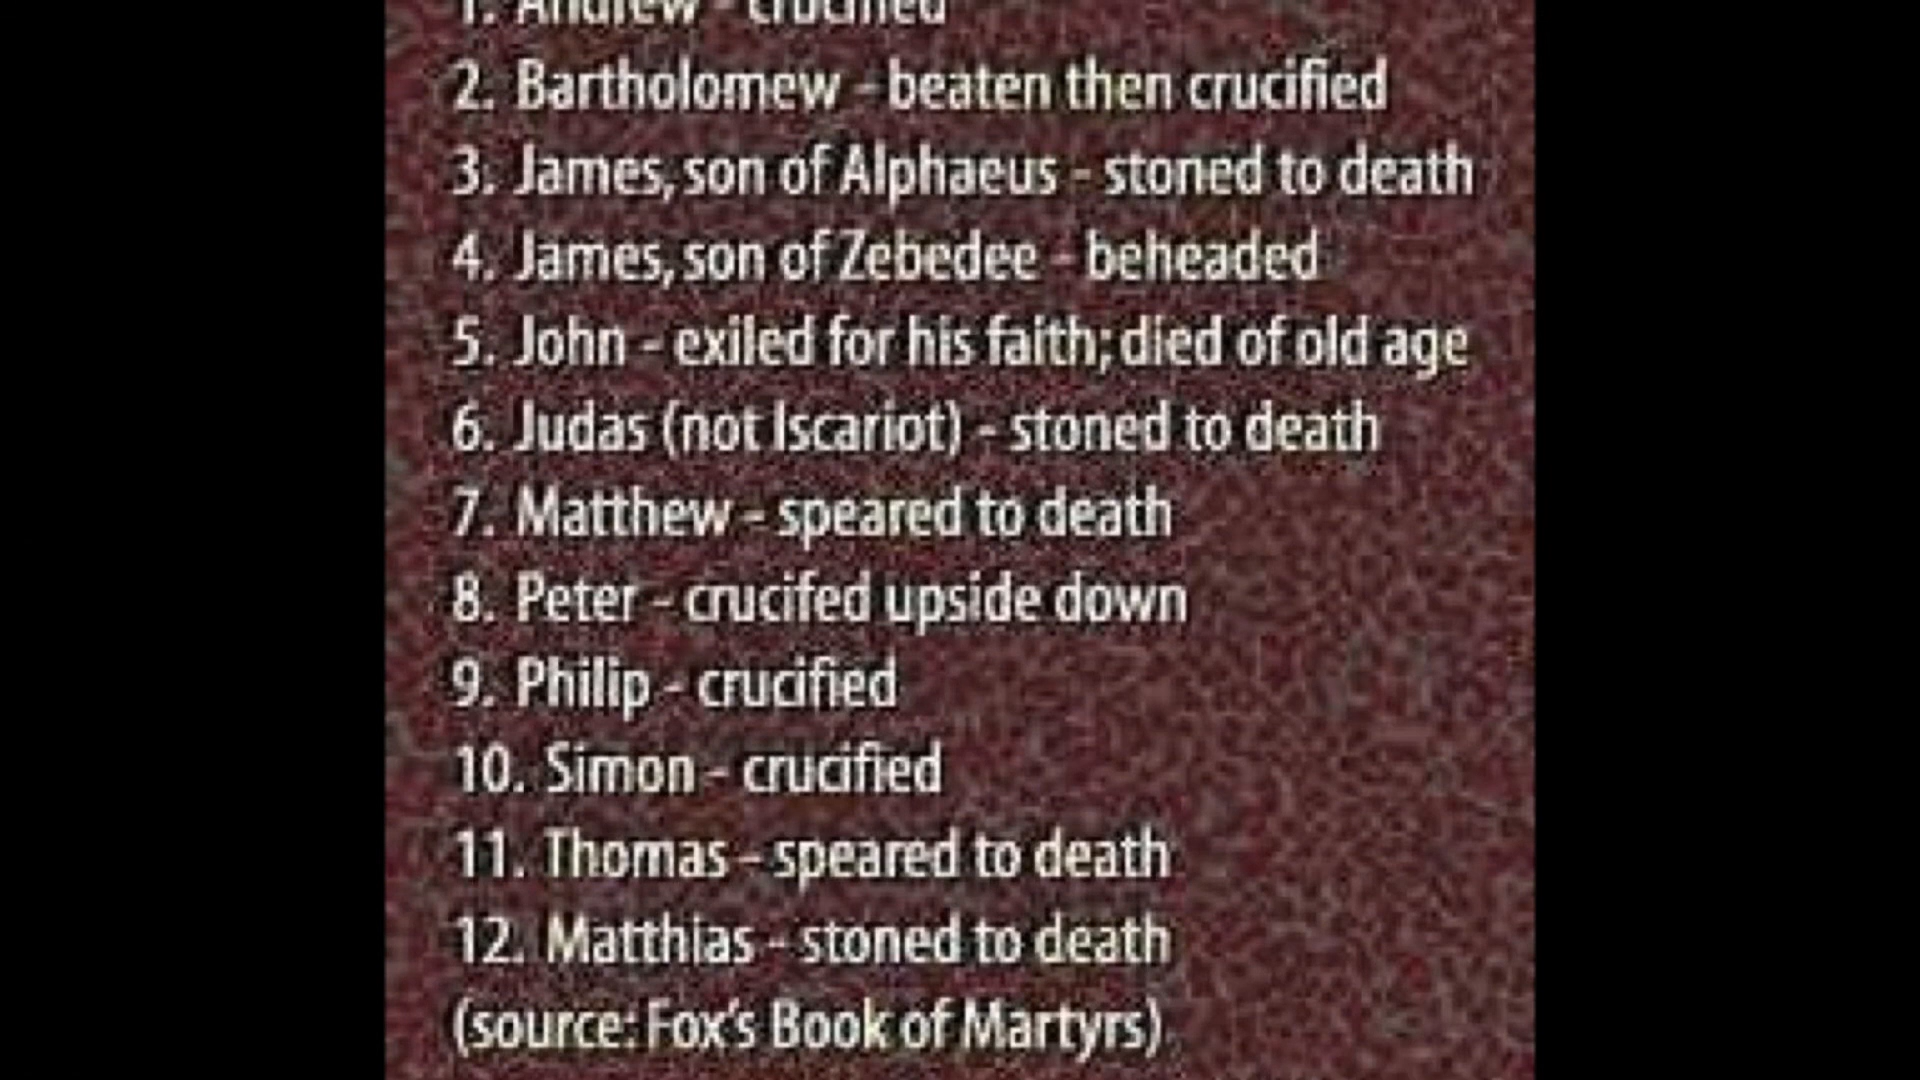 1. Andrew - crucified
2. Bartholomew - beaten then crucified
3. James, son of Alphaeus - stoned to death
4. James, son of Zebedee - beheaded
5. John - exiled for his faith; died of old age
6. Judas (not Iscariot) - stoned to death
7. Matthew - speared to death
8. Peter - crucifed upside down
9. Philip - crucified
10. Simon - crucified
11. Thomas - speared to death
12. Matthias - stoned to death
(source: Fox's Book of Martyrs)